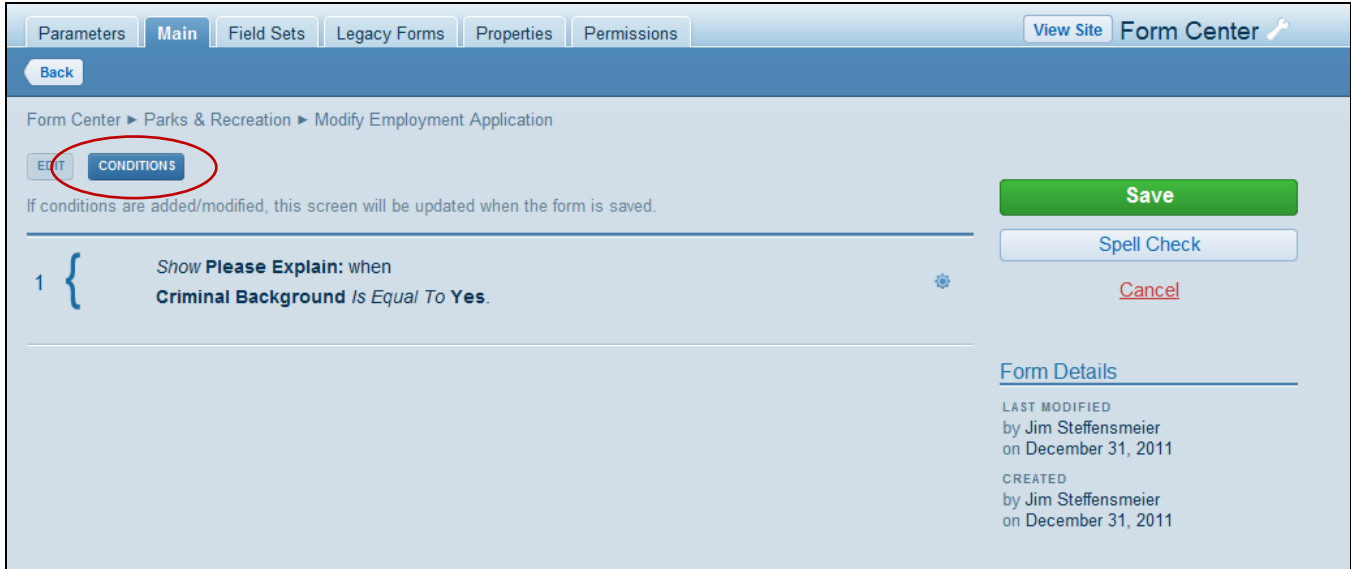 Parameters Main Field Sets Legacy Forms Properties Permissions View Site Form Center
Back
Form Center ► Parks & Recreation ► Modify Employment Application
EDIT CONDITIONS
If conditions are added/modified, this screen will be updated when the form is saved.
1 { Show Please Explain: when
Criminal Background Is Equal To Yes.
Save
Spell Check
Cancel
Form Details
LAST MODIFIED
by Jim Steffensmeier
on December 31, 2011
CREATED
by Jim Steffensmeier
on December 31, 2011